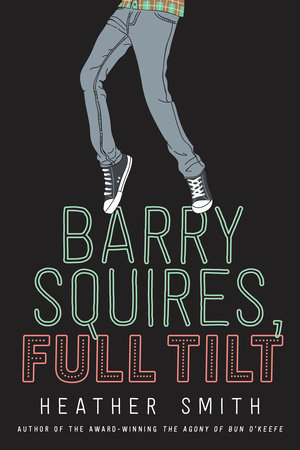 BARRY
SQUIRES,
FULL TILT
HEATHER SMITH
AUTHOR OF THE AWARD-WINNING THE AGONY OF BUN O'KEEFE